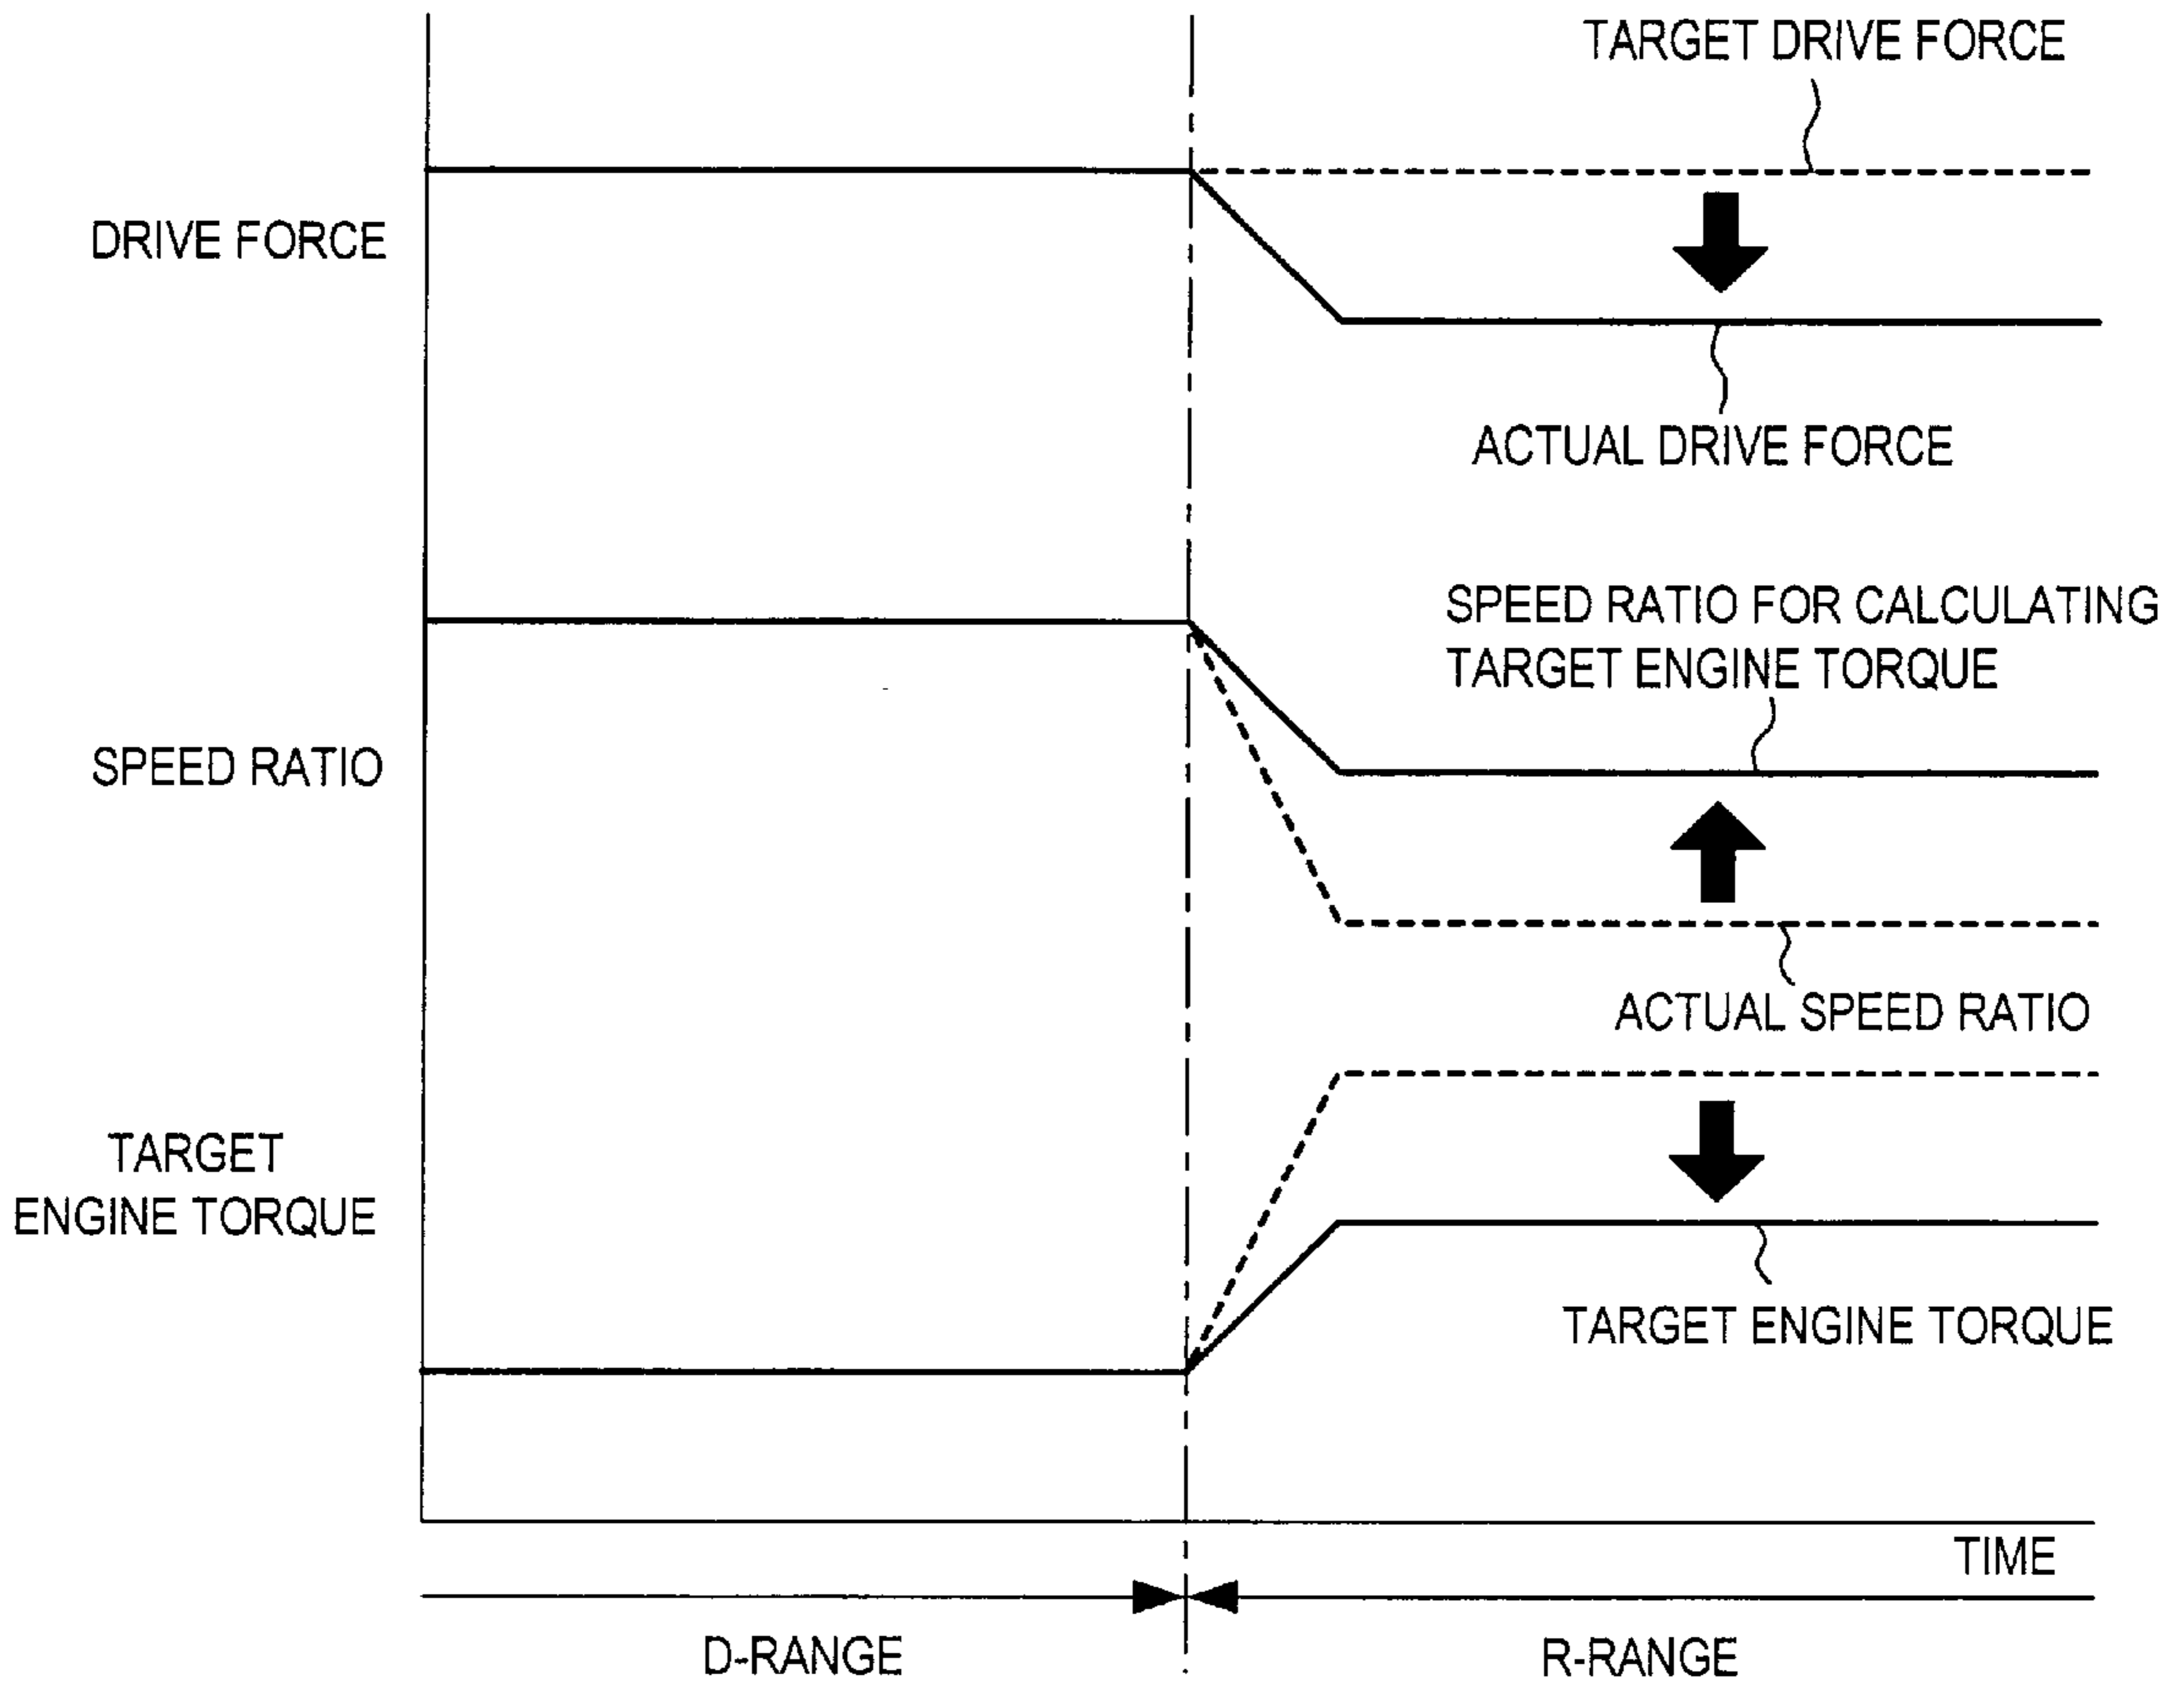 TARGET DRIVE FORCE
DRIVE FORCE
ACTUAL DRIVE FORCE
SPEED RATIO FOR CALCULATING
TARGET ENGINE TORQUE
SPEED RATIO
ACTUAL SPEED RATIO
TARGET
ENGINE TORQUE
TARGET ENGINE TORQUE
TIME
D-RANGE
R-RANGE